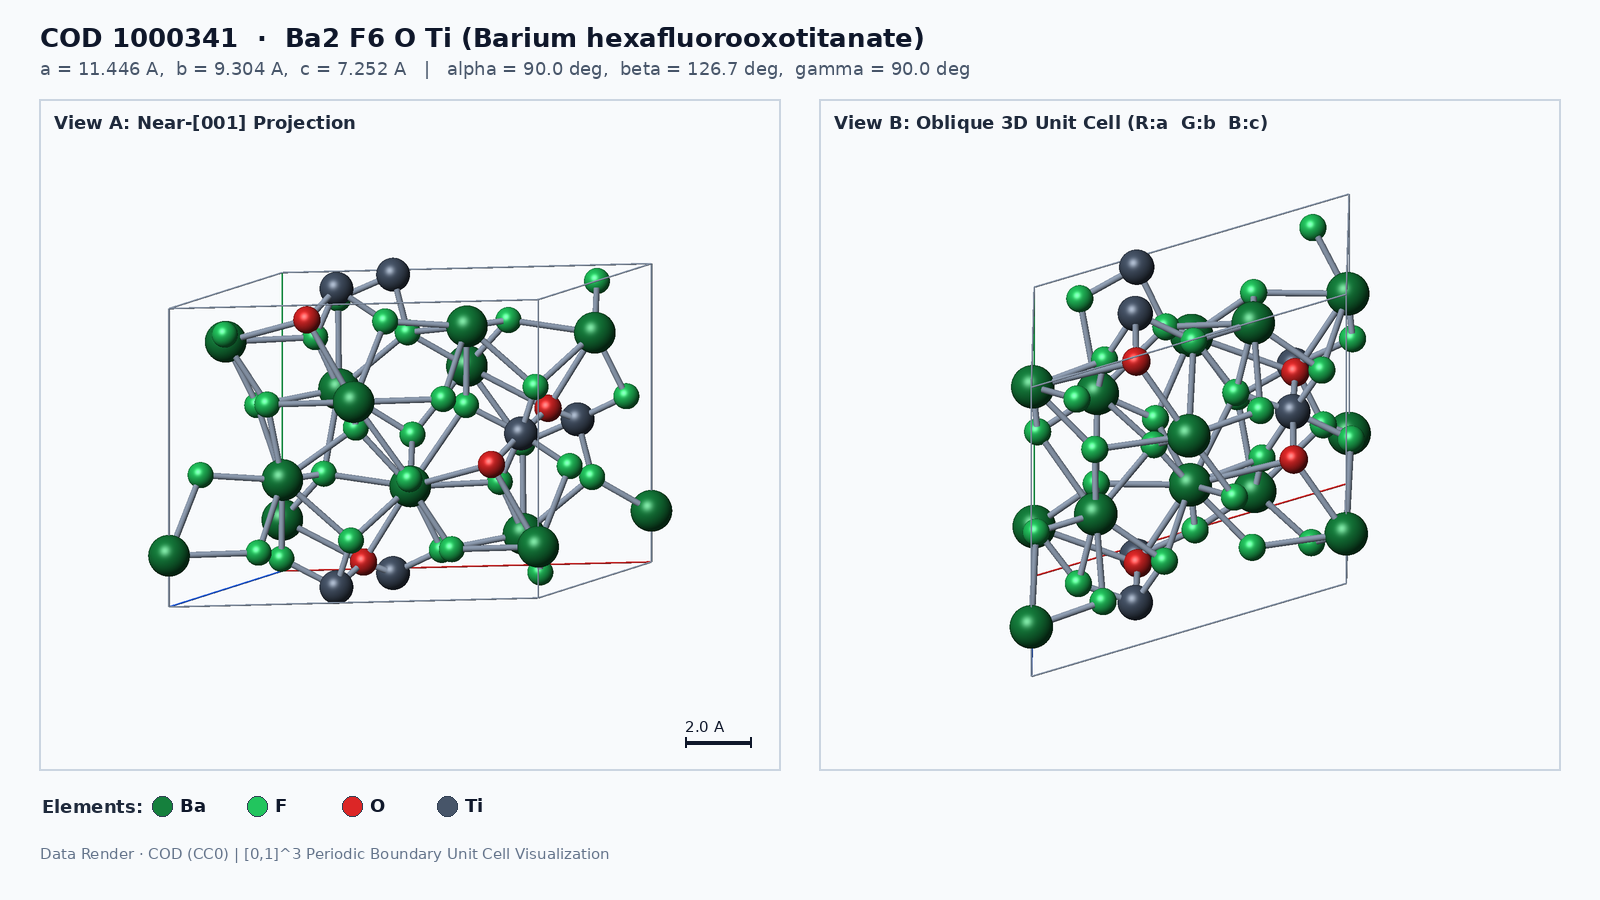 COD 1000341 · Ba2 F6 O Ti (Barium hexafluorooxotitanate)
a = 11.446 A, b = 9.304 A, c = 7.252 A | alpha = 90.0 deg, beta = 126.7 deg, gamma = 90.0 deg
View A: Near-[001] Projection
View B: Oblique 3D Unit Cell (R:a G:b B:c)
2.0 A
Elements: Ba F O Ti
Data Render · COD (CC0) | [0,1]^3 Periodic Boundary Unit Cell Visualization